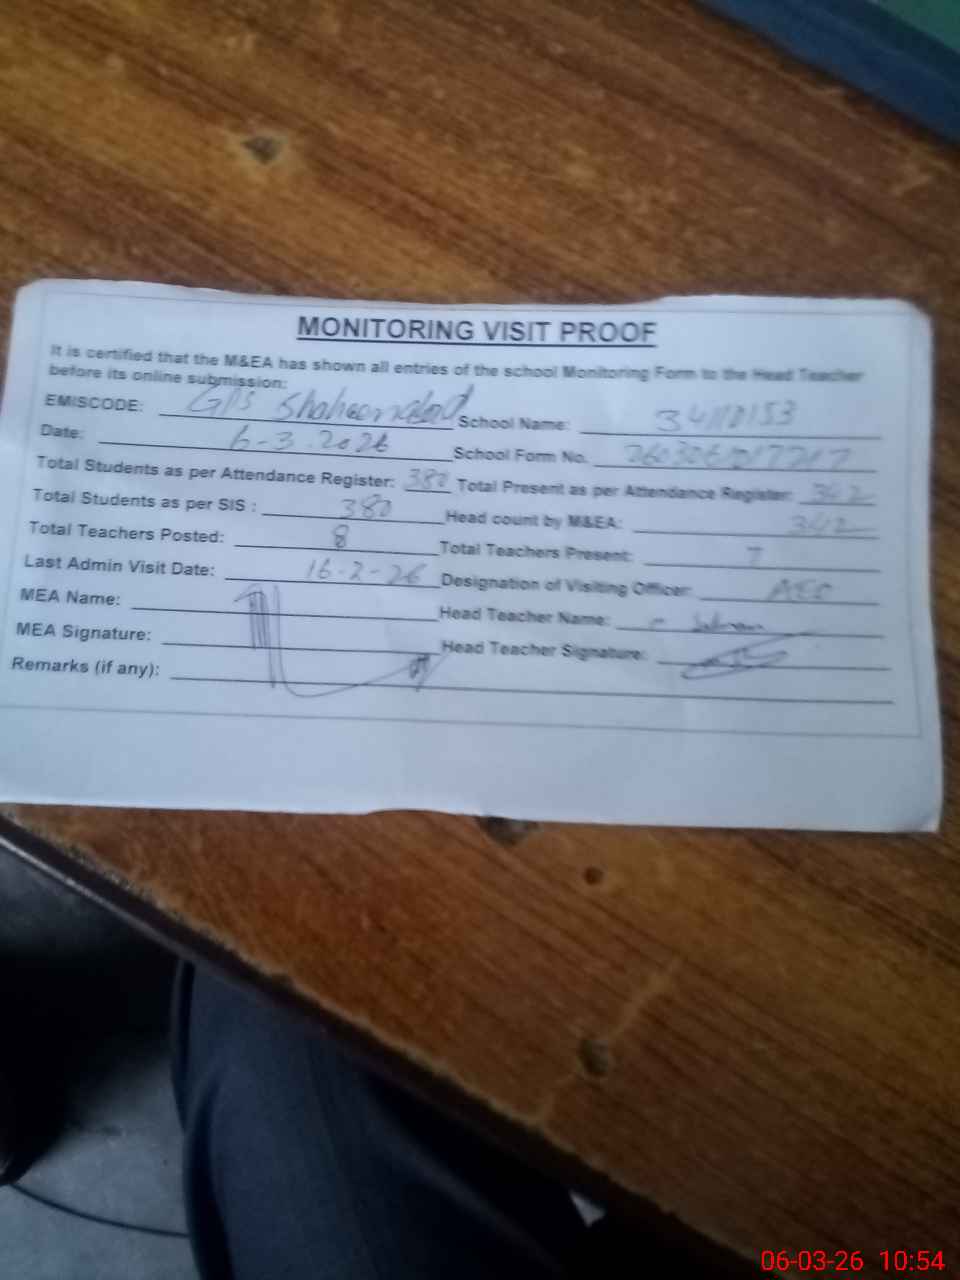 MONITORING VISIT PROOF
It is certified that the M&EA has shown all entries of the school Monitoring Form to the Head Teacher
before its online submission:
EMISCODE: GPS Shaheenabad School Name: 34110153
Date: 6-3-2026 School Form No.
Total Students as per Attendance Register: 380 Total Present as per Attendance Register: 342
Total Students as per SIS : 380 Head count by M&EA: 342
Total Teachers Posted: 8 Total Teachers Present: 7
Last Admin Visit Date: 16-2-26 Designation of Visiting Officer: AEO
MEA Name: Head Teacher Name:
MEA Signature: Head Teacher Signature:
Remarks (if any):
06-03-26 10:54